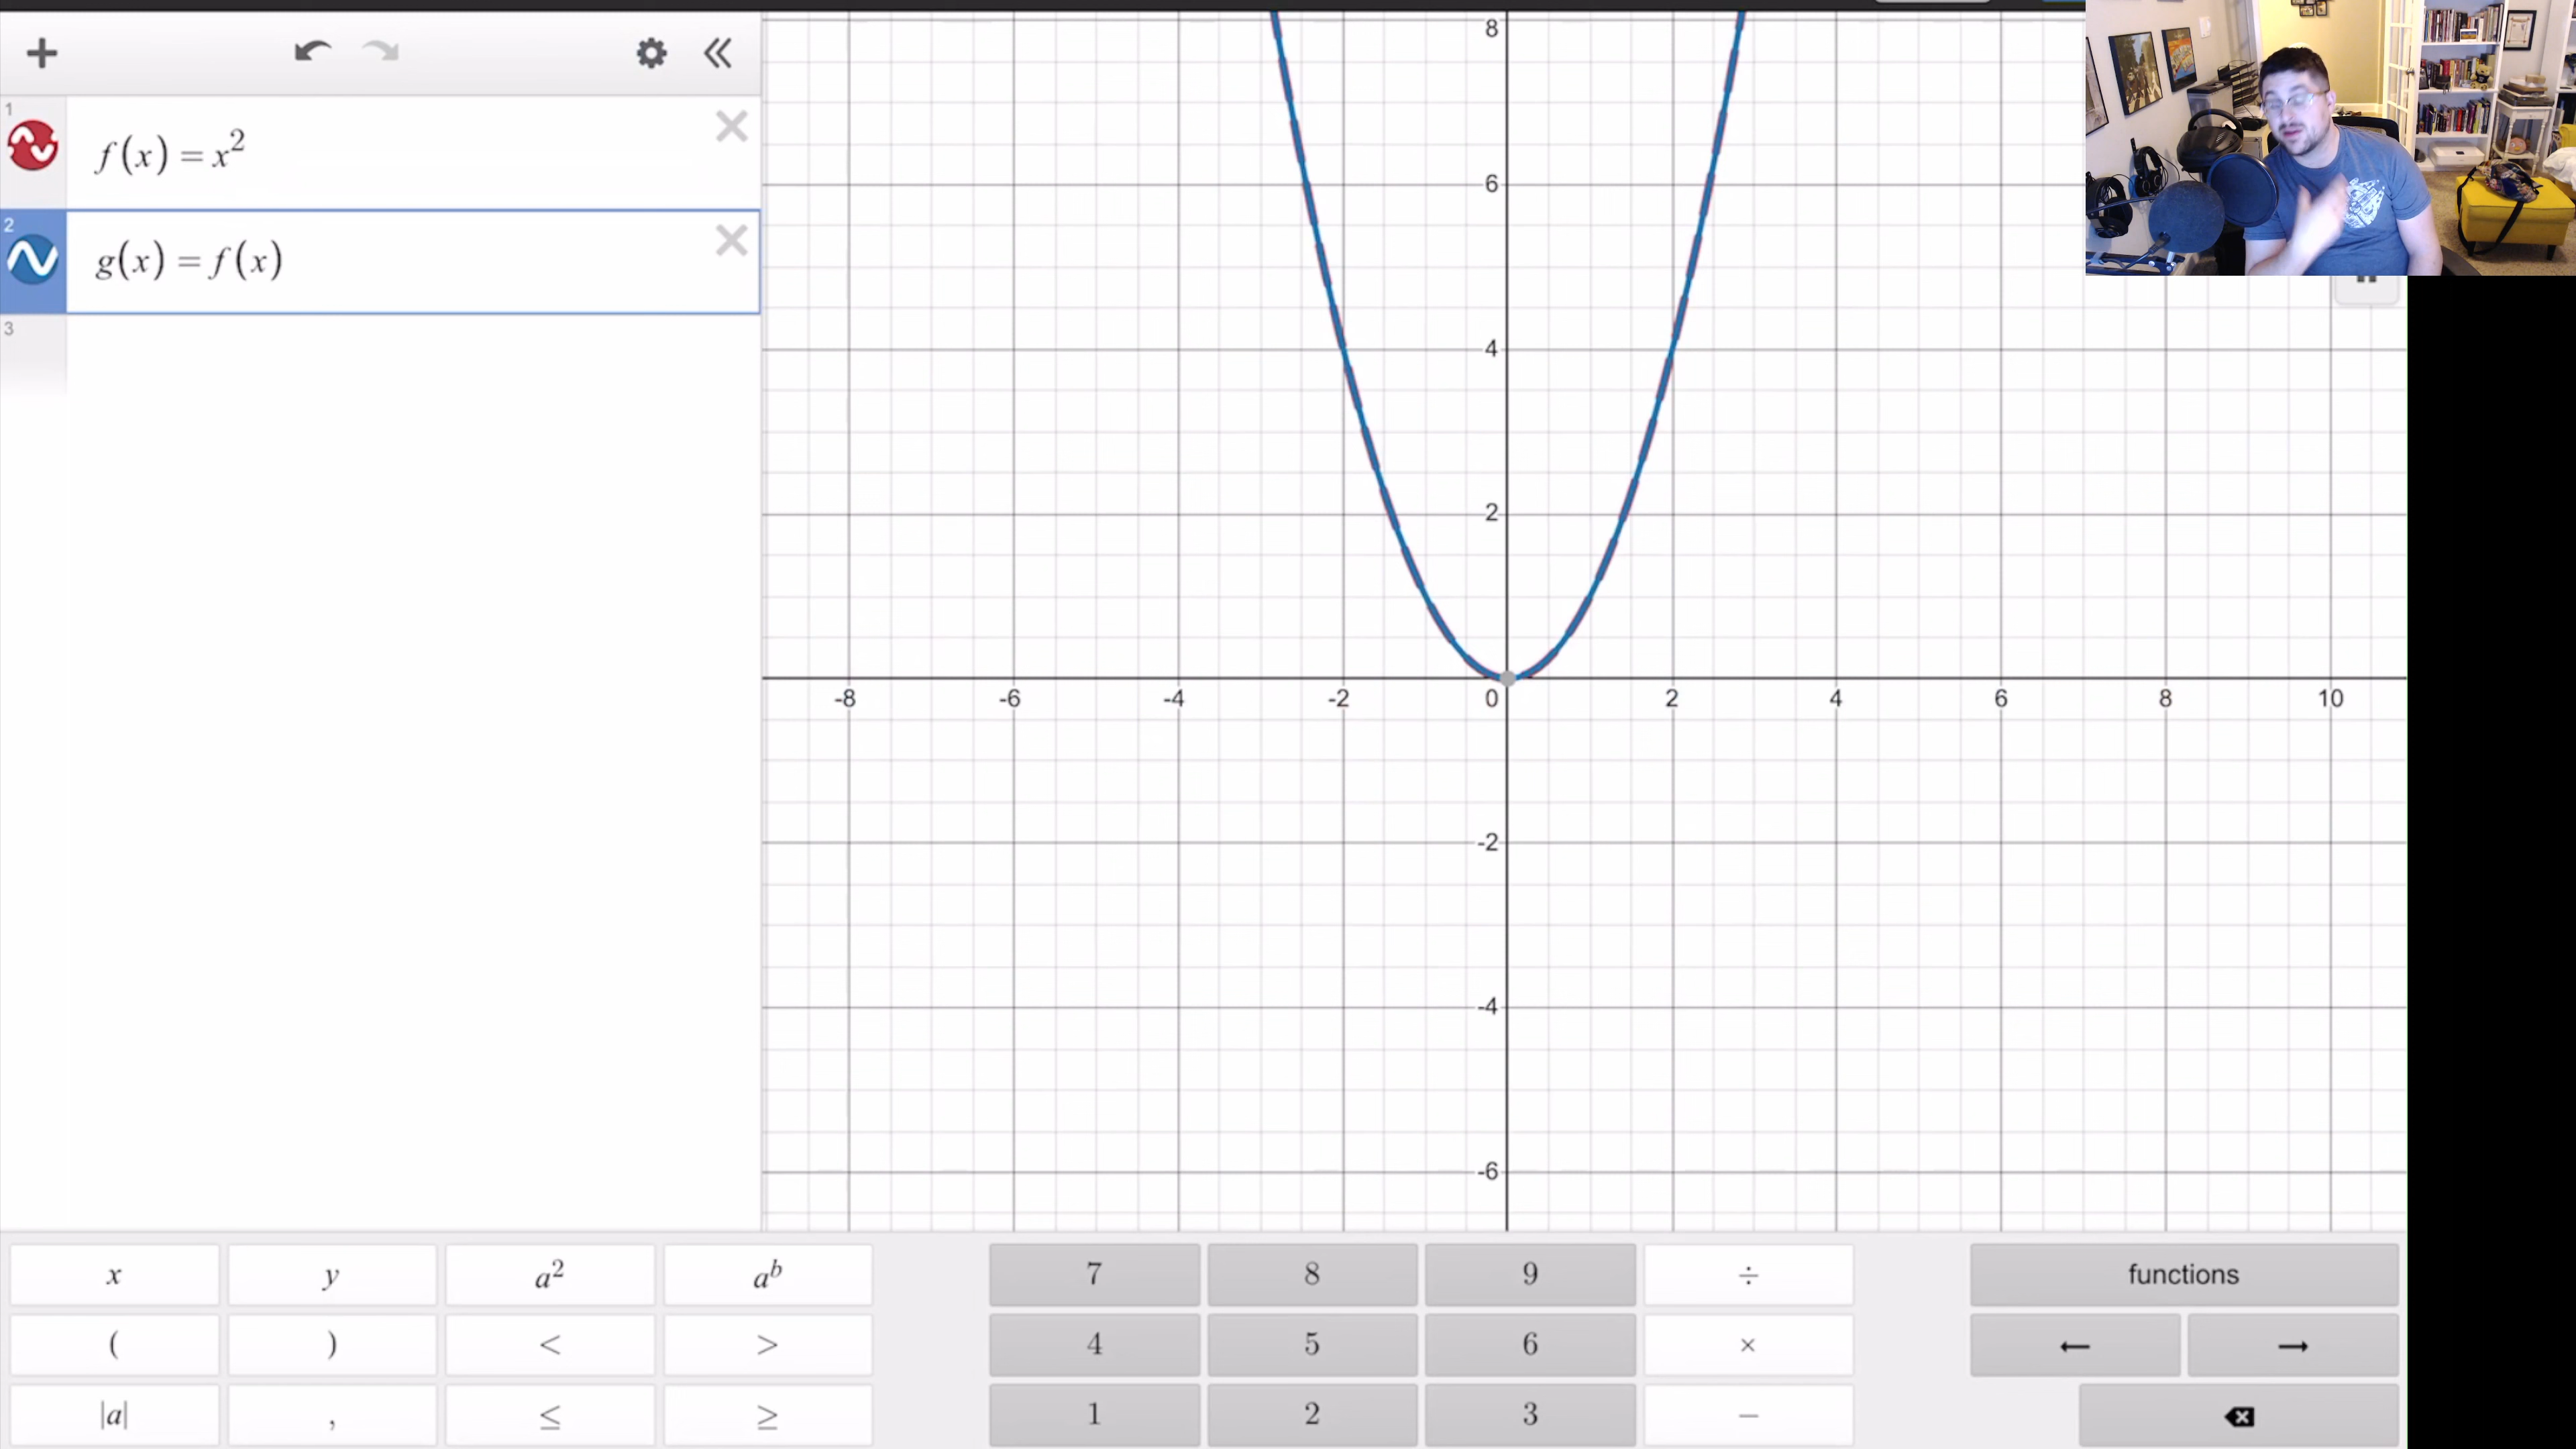 1
f(x) = x²
2
g(x) = f(x)
3
8
6
4
2
-8 -6 -4 -2 0 2 4 6 8 10
-2
-4
-6
x y a² aᵇ 7 8 9 ÷ functions
( ) < > 4 5 6 × ← →
|a| , ≤ ≥ 1 2 3 −